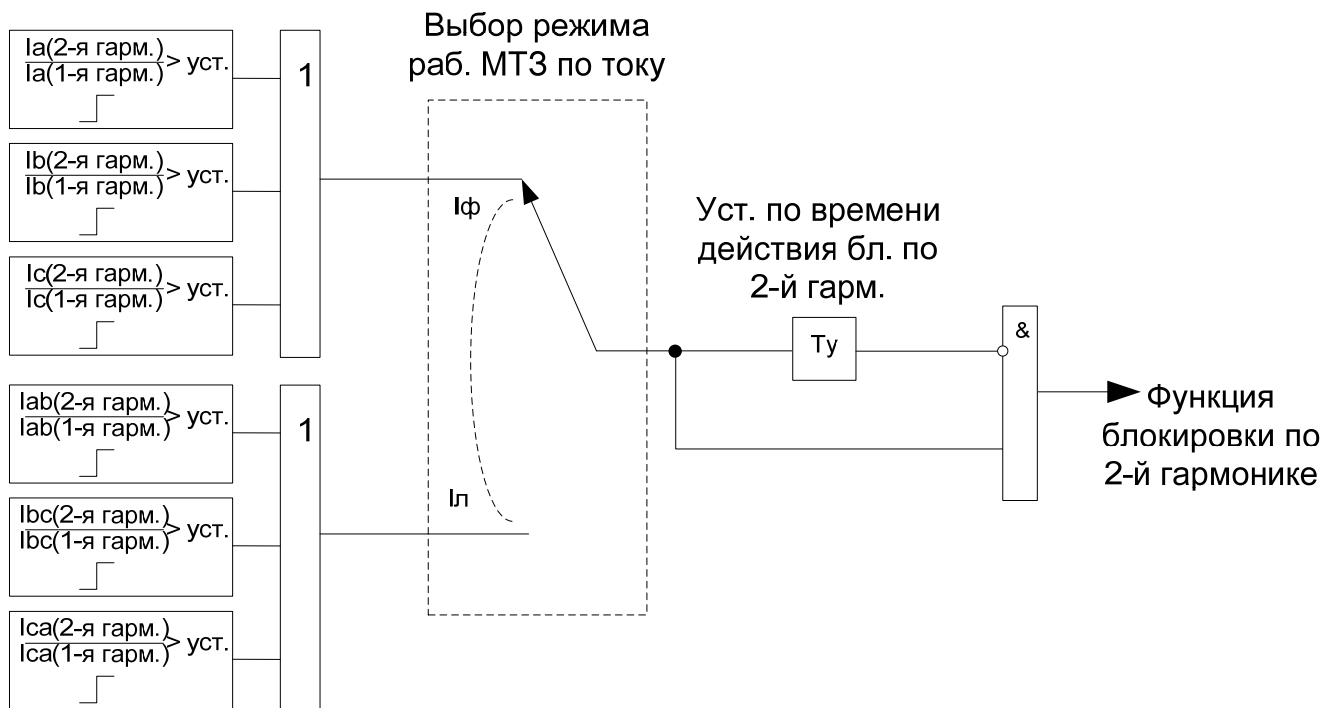 Ia(2-я гарм.)
Ia(1-я гарм.)
> уст.
1
Ib(2-я гарм.)
Ib(1-я гарм.)
> уст.
Ic(2-я гарм.)
Ic(1-я гарм.)
> уст.
Iab(2-я гарм.)
Iab(1-я гарм.)
> уст.
1
Ibc(2-я гарм.)
Ibc(1-я гарм.)
> уст.
Ica(2-я гарм.)
Ica(1-я гарм.)
> уст.
Выбор режима
раб. МТЗ по току
Iф
Iл
Уст. по времени
действия бл. по
2-й гарм.
Ту
&
Функция
блокировки по
2-й гармонике